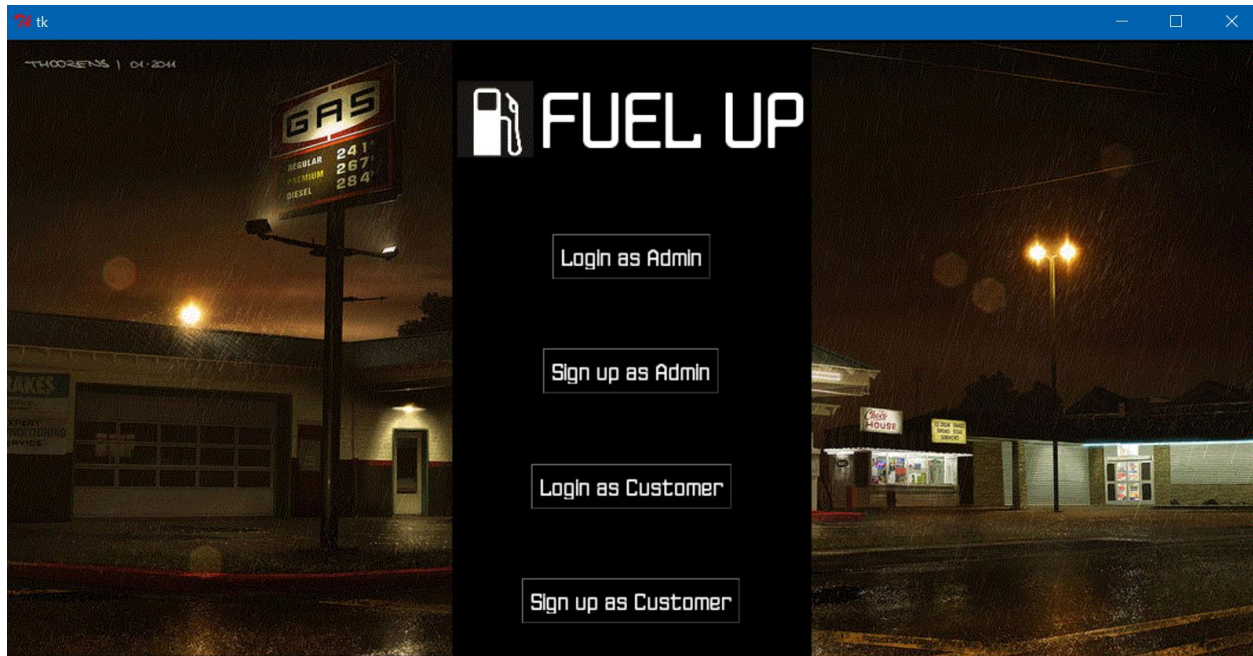 tk
THOORENS | 01·2011
GAS
REGULAR 241
PREMIUM 267
DIESEL 284
FUEL UP
Login as Admin
Sign up as Admin
Login as Customer
Sign up as Customer
HOUSE